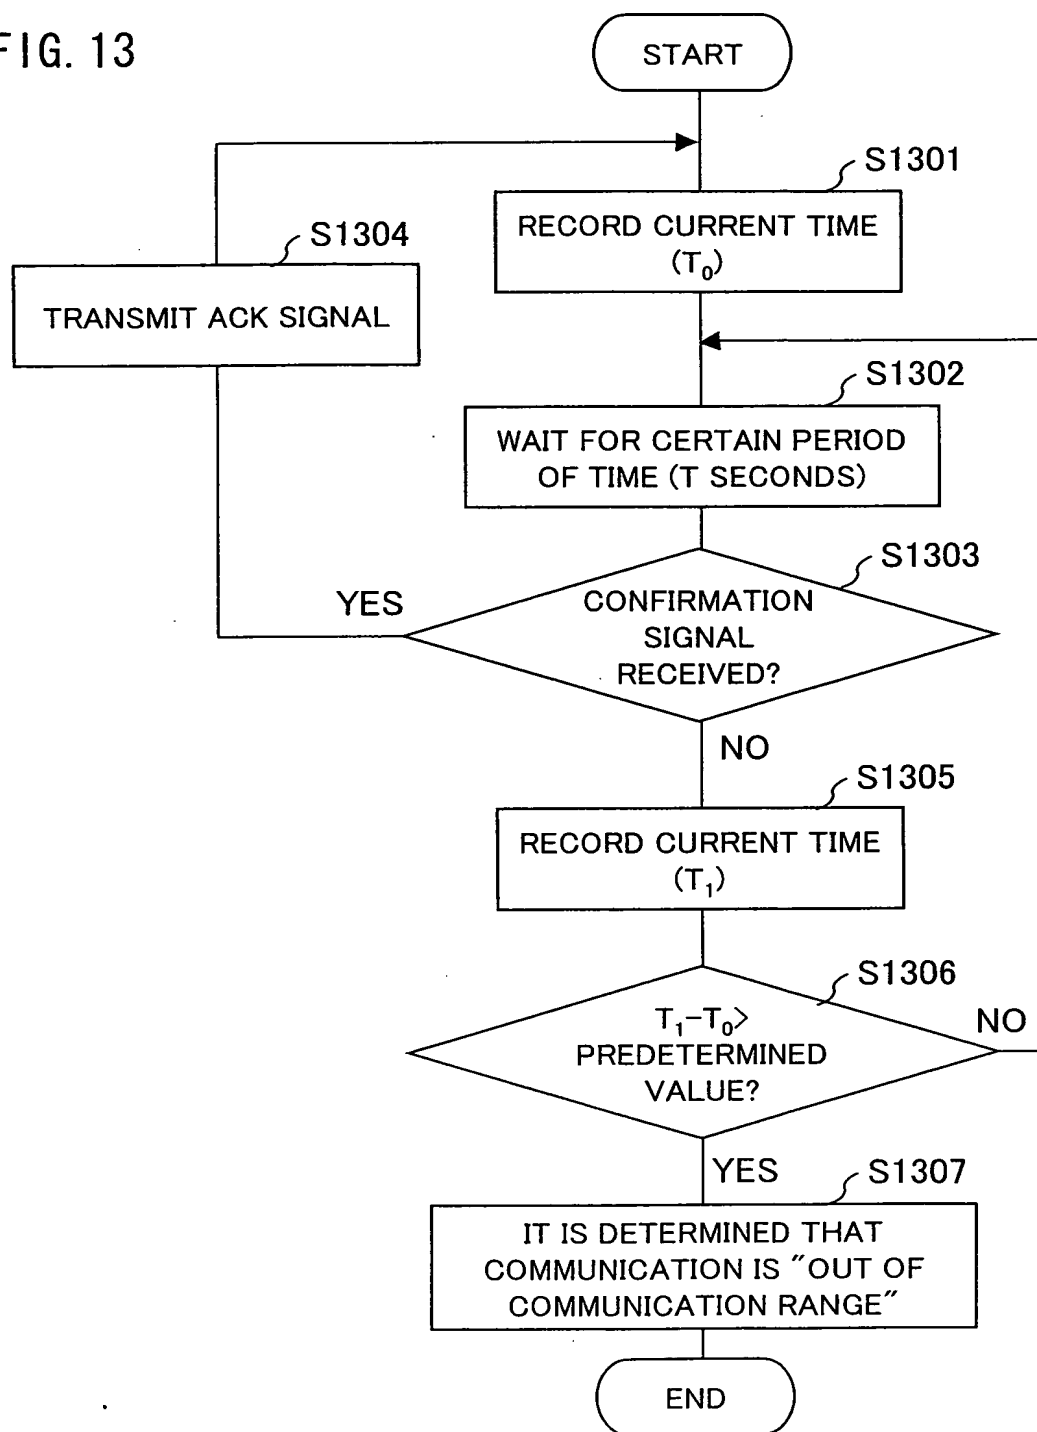 FIG. 13
START
S1301
RECORD CURRENT TIME
(T₀)
S1304
TRANSMIT ACK SIGNAL
S1302
WAIT FOR CERTAIN PERIOD
OF TIME (T SECONDS)
S1303
YES
CONFIRMATION
SIGNAL
RECEIVED?
NO
S1305
RECORD CURRENT TIME
(T₁)
S1306
T₁-T₀>
PREDETERMINED
VALUE?
NO
YES
S1307
IT IS DETERMINED THAT
COMMUNICATION IS "OUT OF
COMMUNICATION RANGE"
END